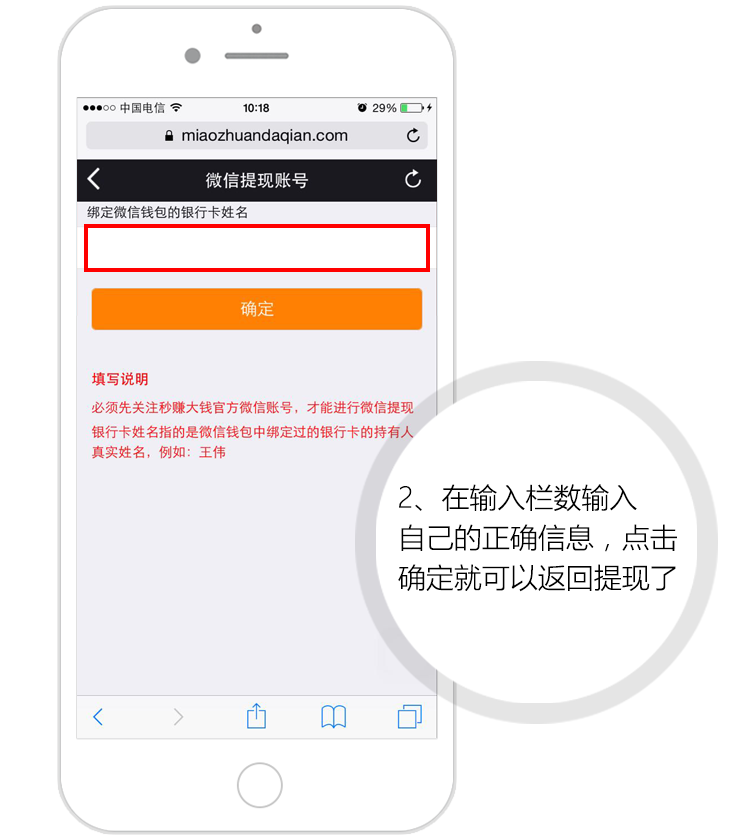 中国电信 10:18 29%
miaozhuandaqian.com
微信提现账号
绑定微信钱包的银行卡姓名
确定
填写说明
必须先关注秒赚大钱官方微信账号，才能进行微信提现
银行卡姓名指的是微信钱包中绑定过的银行卡的持有人
真实姓名，例如：王伟
2、在输入栏数输入
自己的正确信息，点击
确定就可以返回提现了